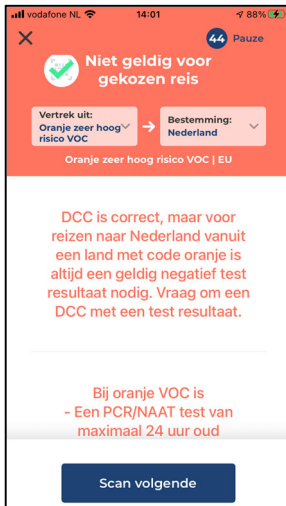 vodafone NL 14:01 88%
44 Pauze
Niet geldig voor
gekozen reis
Vertrek uit:
Oranje zeer hoog
risico VOC
Bestemming:
Nederland
Oranje zeer hoog risico VOC | EU
DCC is correct, maar voor
reizen naar Nederland vanuit
een land met code oranje is
altijd een geldig negatief test
resultaat nodig. Vraag om een
DCC met een test resultaat.
Bij oranje VOC is
- Een PCR/NAAT test van
maximaal 24 uur oud
Scan volgende